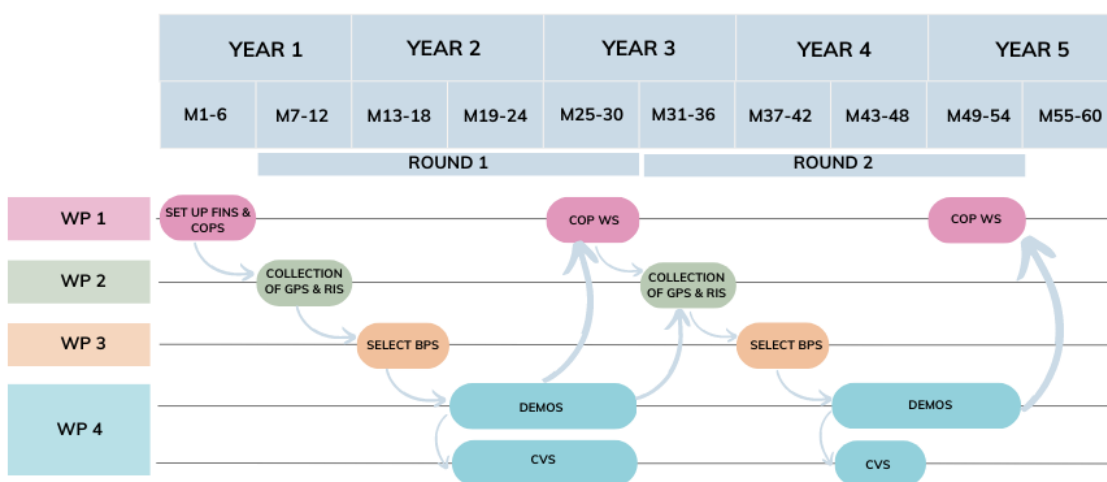 YEAR 1 YEAR 2 YEAR 3 YEAR 4 YEAR 5
M1-6 M7-12 M13-18 M19-24 M25-30 M31-36 M37-42 M43-48 M49-54 M55-60
ROUND 1 ROUND 2
WP 1
SET UP FINS &
COPS
COP WS
COP WS
WP 2
COLLECTION
OF GPS & RIS
COLLECTION
OF GPS & RIS
WP 3
SELECT BPS
SELECT BPS
WP 4
DEMOS
DEMOS
CVS
CVS